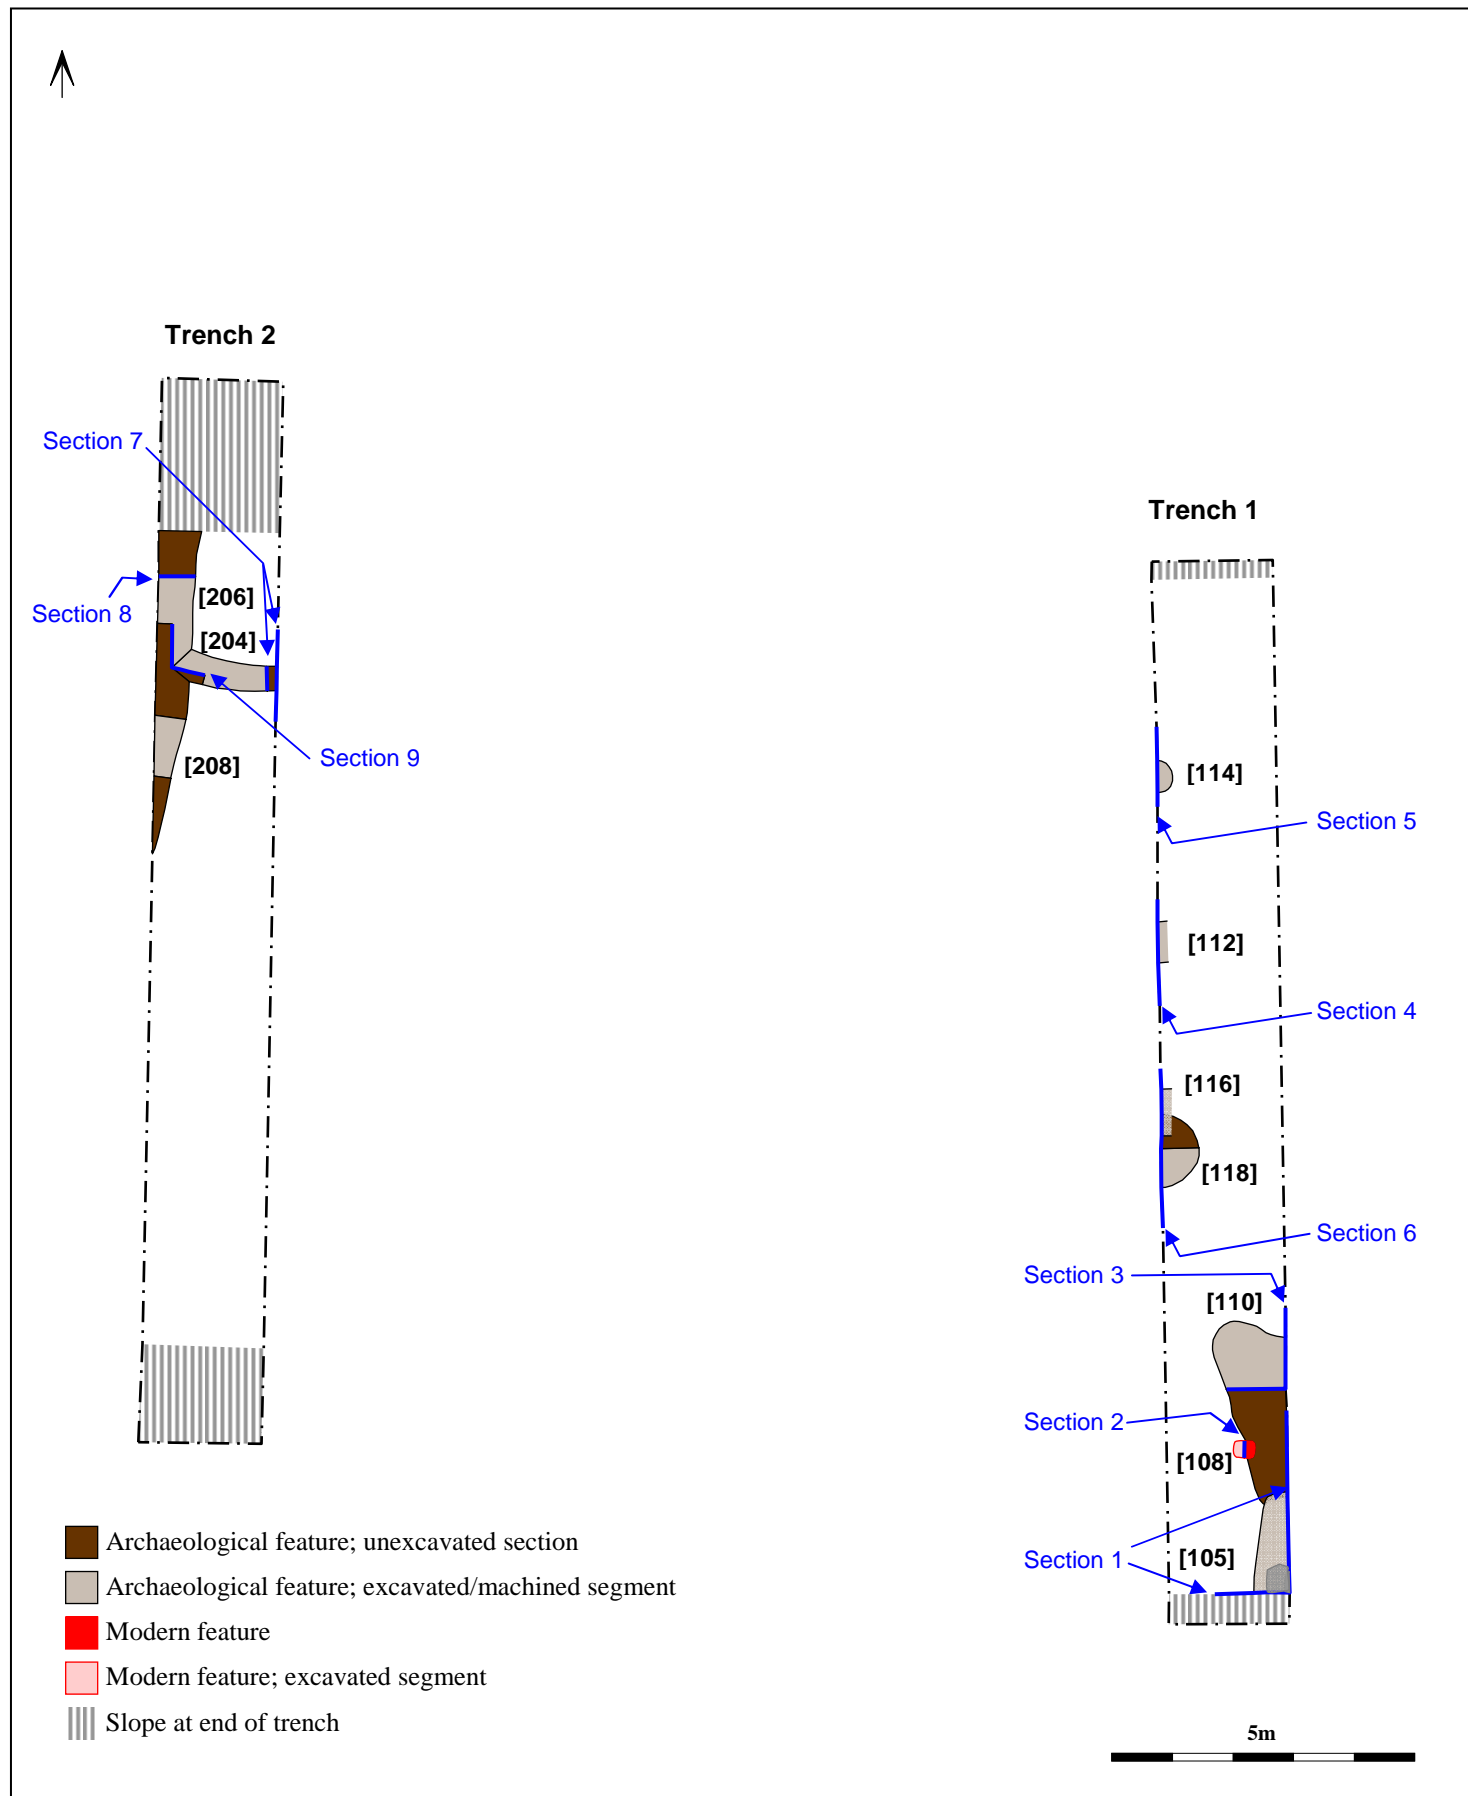 Trench 2
Section 7
Trench 1
[206]
Section 8
[204]
Section 9
[208]
[114]
Section 5
[112]
Section 4
[116]
[118]
Section 6
Section 3
[110]
Section 2
[108]
[105]
Section 1
Archaeological feature; unexcavated section
Archaeological feature; excavated/machined segment
Modern feature
Modern feature; excavated segment
Slope at end of trench
5m